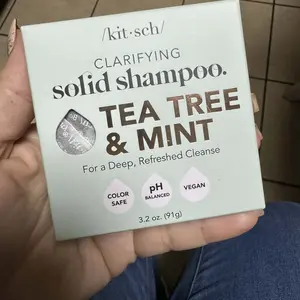 /kit·sch/
CLARIFYING
solid shampoo.
TEA TREE
& MINT
For a Deep, Refreshed Cleanse
COLOR
SAFE
pH
BALANCED
VEGAN
3.2 oz. (91g)